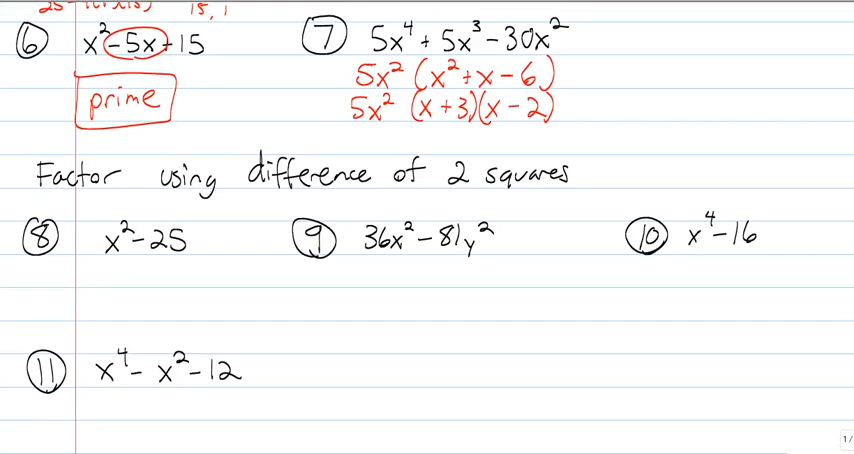 15, 1
⑥ x² - 5x + 15
prime
⑦ 5x⁴ + 5x³ - 30x²
5x² (x² + x - 6)
5x² (x + 3)(x - 2)
Factor using difference of 2 squares
⑧ x² - 25
⑨ 36x² - 81y²
⑩ x⁴ - 16
⑪ x⁴ - x² - 12
1/